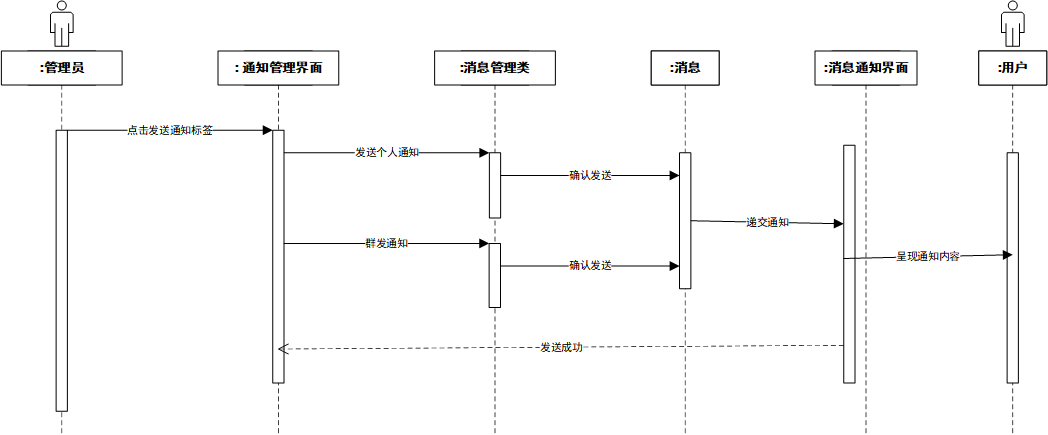 :管理员
: 通知管理界面
:消息管理类
:消息
:消息通知界面
:用户
点击发送通知标签
发送个人通知
确认发送
递交通知
群发通知
呈现通知内容
确认发送
发送成功